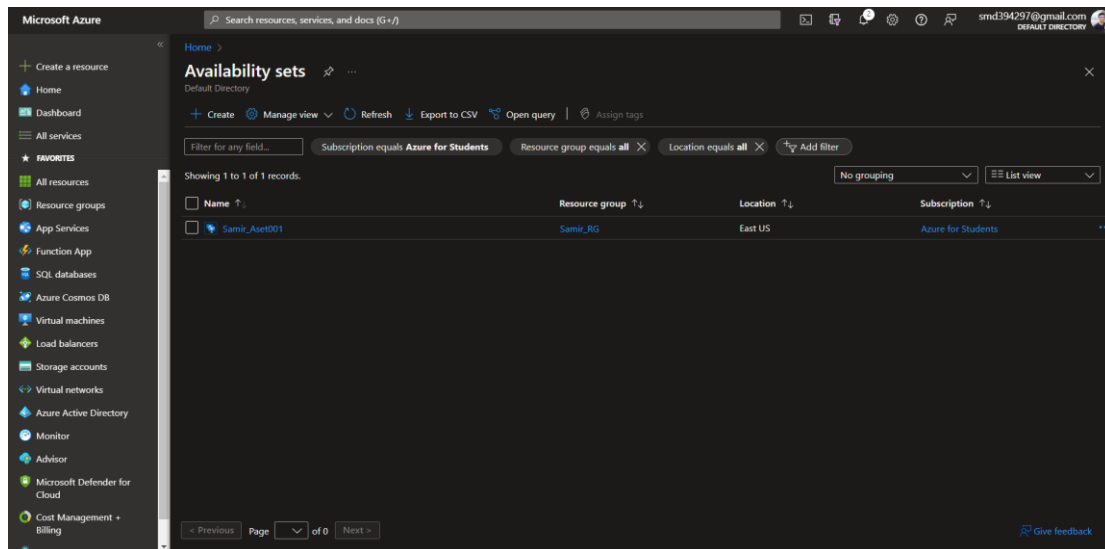 Microsoft Azure
Search resources, services, and docs (G+/)
2
smd394297@gmail.com
DEFAULT DIRECTORY
«
Create a resource
Home
Dashboard
All services
FAVORITES
All resources
Resource groups
App Services
Function App
SQL databases
Azure Cosmos DB
Virtual machines
Load balancers
Storage accounts
Virtual networks
Azure Active Directory
Monitor
Advisor
Microsoft Defender for
Cloud
Cost Management +
Billing
Home >
Availability sets ...
Default Directory
+ Create Manage view Refresh Export to CSV Open query | Assign tags
Filter for any field... Subscription equals Azure for Students Resource group equals all Location equals all Add filter
Showing 1 to 1 of 1 records. No grouping List view
Name ↑↓ Resource group ↑↓ Location ↑↓ Subscription ↑↓
Samir_Aset001 Samir_RG East US Azure for Students
< Previous Page of 0 Next >
Give feedback